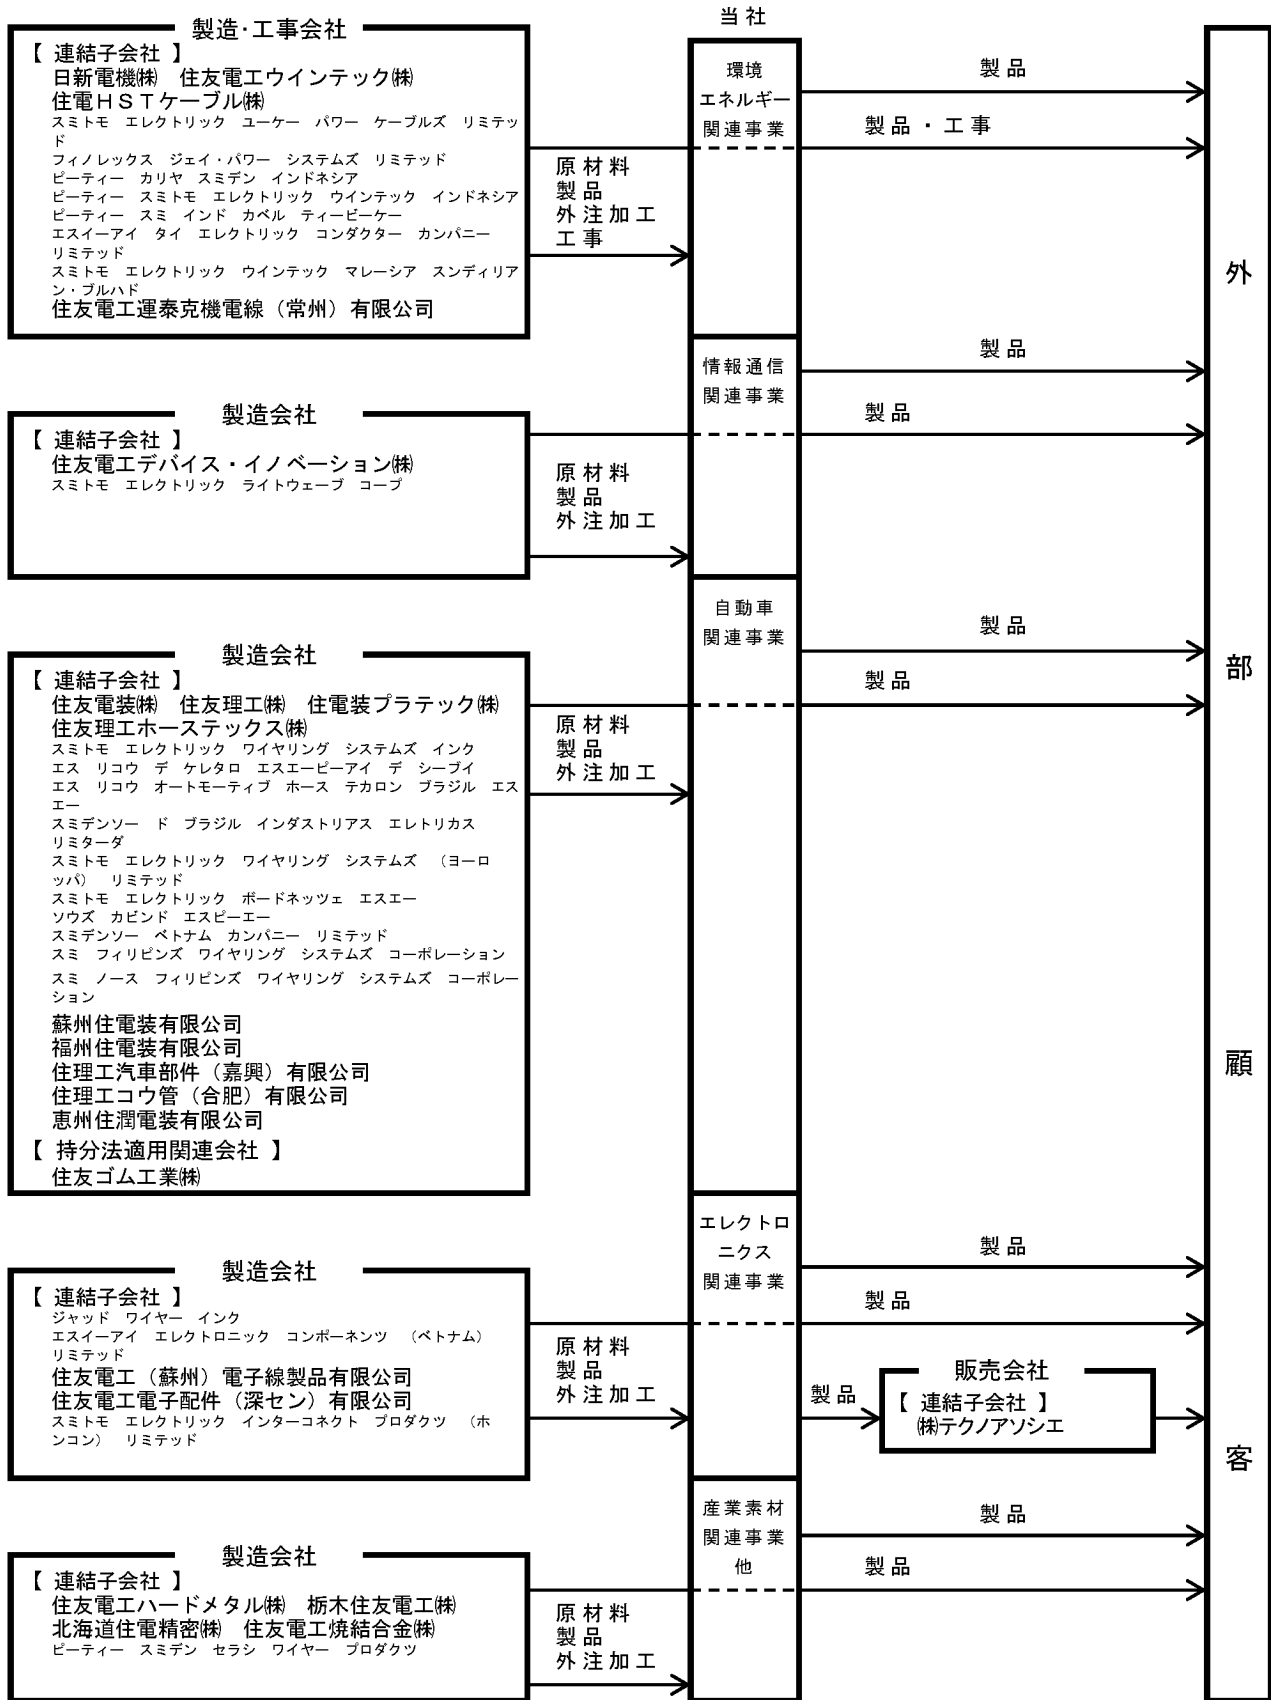 当社
製造・工事会社
【 連結子会社 】
日新電機㈱　住友電工ウインテック㈱
住電ＨＳＴケーブル㈱
スミトモ　エレクトリック　ユーケー　パワー　ケーブルズ　リミテッ
ド
フィノレックス　ジェイ・パワー　システムズ　リミテッド
ピーティー　カリヤ　スミデン　インドネシア
ピーティー　スミトモ　エレクトリック　ウインテック　インドネシア
ピーティー　スミ　インド　カベル　ティービーケー
エスイーアイ　タイ　エレクトリック　コンダクター　カンパニー
リミテッド
スミトモ　エレクトリック　ウインテック　マレーシア　スンディリア
ン・ブルハド
住友電工運泰克機電線（常州）有限公司
原材料
製品
外注加工
工事
環境
エネルギー
関連事業
製品
製品・工事
製造会社
【 連結子会社 】
住友電工デバイス・イノベーション㈱
スミトモ　エレクトリック　ライトウェーブ　コープ
原材料
製品
外注加工
情報通信
関連事業
製品
製品
製造会社
【 連結子会社 】
住友電装㈱　住友理工㈱　住電装プラテック㈱
住友理工ホーステックス㈱
スミトモ　エレクトリック　ワイヤリング　システムズ　インク
エス　リコウ　デ　ケレタロ　エスエーピーアイ　デ　シーブイ
エス　リコウ　オートモーティブ　ホース　テカロン　ブラジル　エス
エー
スミデンソー　ド　ブラジル　インダストリアス　エレトリカス
リミターダ
スミトモ　エレクトリック　ワイヤリング　システムズ　（ヨーロ
ッパ）　リミテッド
スミトモ　エレクトリック　ボードネッツェ　エスエー
ソウズ　カビンド　エスピーエー
スミデンソー　ベトナム　カンパニー　リミテッド
スミ　フィリピンズ　ワイヤリング　システムズ　コーポレーション
スミ　ノース　フィリピンズ　ワイヤリング　システムズ　コーポレー
ション
蘇州住電装有限公司
福州住電装有限公司
住理工汽車部件（嘉興）有限公司
住理工コウ管（合肥）有限公司
恵州住潤電装有限公司
【 持分法適用関連会社 】
住友ゴム工業㈱
原材料
製品
外注加工
自動車
関連事業
製品
製品
製造会社
【 連結子会社 】
ジャッド　ワイヤー　インク
エスイーアイ　エレクトロニック　コンポーネンツ　（ベトナム）
リミテッド
住友電工（蘇州）電子線製品有限公司
住友電工電子配件（深セン）有限公司
スミトモ　エレクトリック　インターコネクト　プロダクツ　（ホ
ンコン）　リミテッド
原材料
製品
外注加工
エレクトロ
ニクス
関連事業
製品
製品
製品
販売会社
【 連結子会社 】
㈱テクノアソシエ
製造会社
【 連結子会社 】
住友電工ハードメタル㈱　栃木住友電工㈱
北海道住電精密㈱　住友電工焼結合金㈱
ピーティー　スミデン　セラシ　ワイヤー　プロダクツ
原材料
製品
外注加工
産業素材
関連事業
他
製品
製品
外
部
顧
客